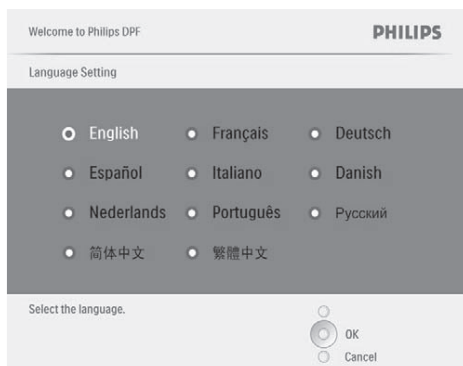 Welcome to Philips DPF PHILIPS
Language Setting
English Français Deutsch
Español Italiano Danish
Nederlands Português Русский
简体中文 繁體中文
Select the language.
OK
Cancel